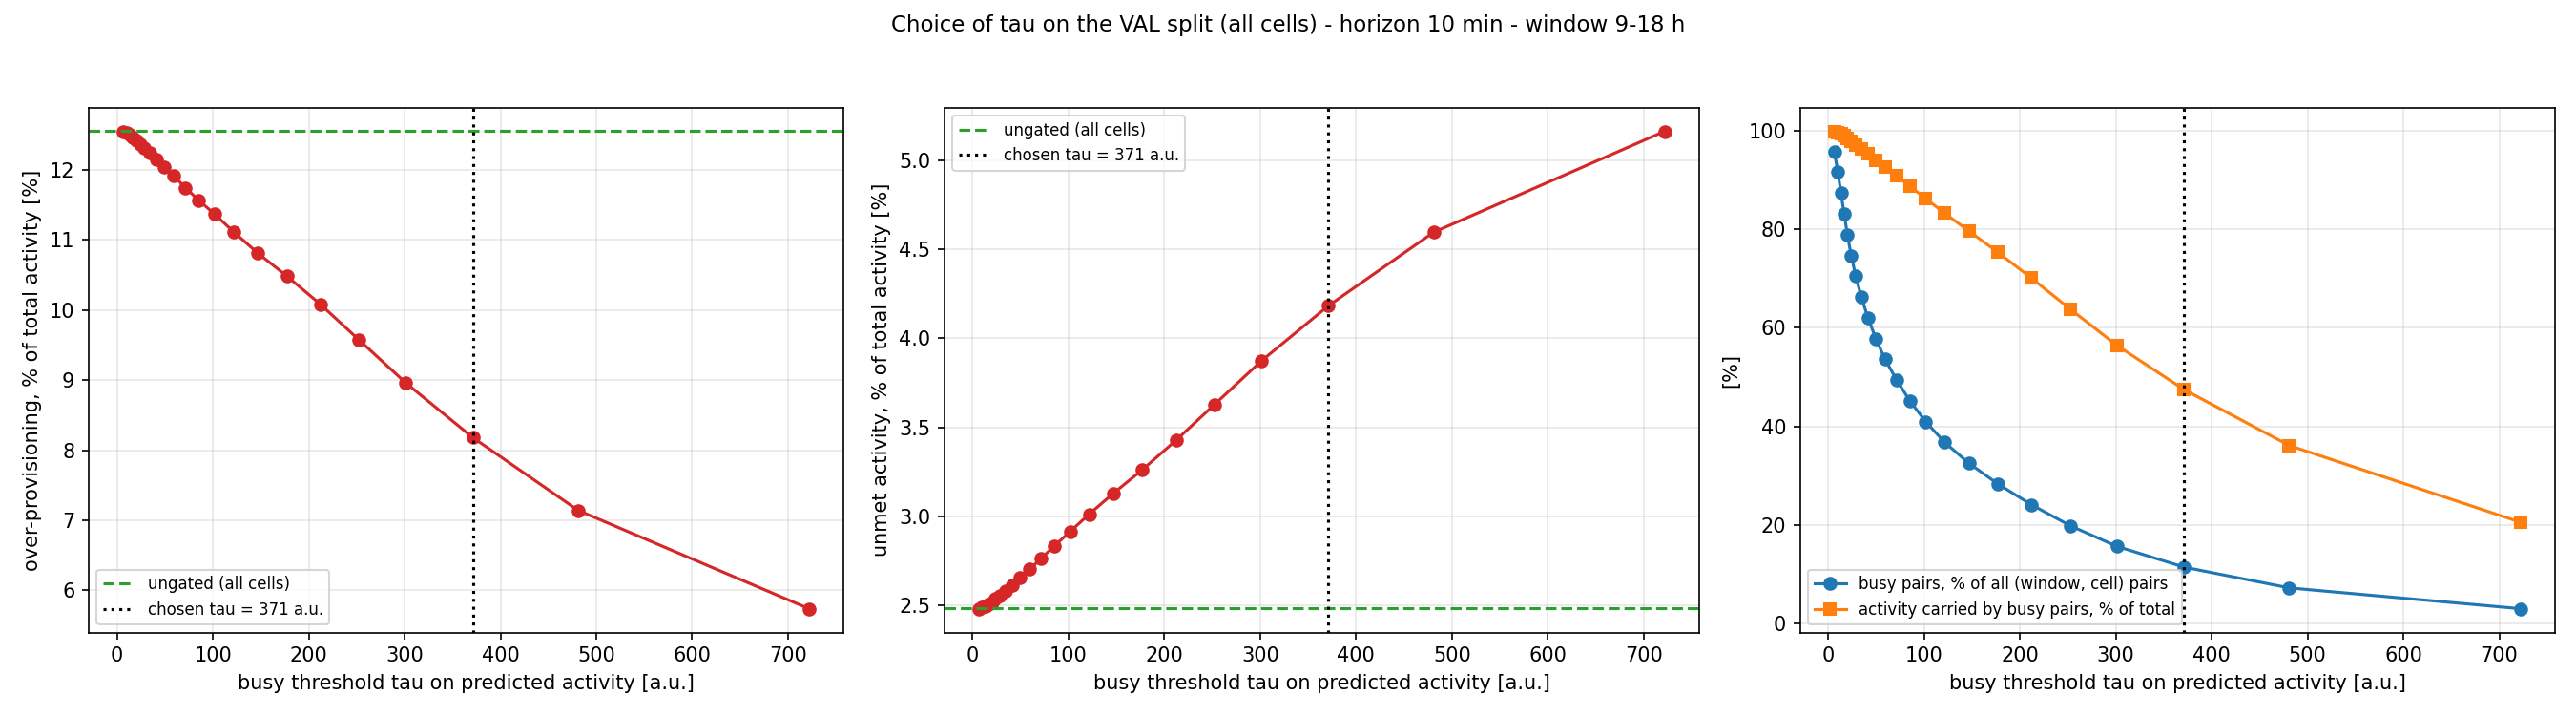 Choice of tau on the VAL split (all cells) - horizon 10 min - window 9-18 h
over-provisioning, % of total activity [%]
12
11
10
9
8
7
6
ungated (all cells)
chosen tau = 371 a.u.
0 100 200 300 400 500 600 700
busy threshold tau on predicted activity [a.u.]
unmet activity, % of total activity [%]
ungated (all cells)
chosen tau = 371 a.u.
5.0
4.5
4.0
3.5
3.0
2.5
0 100 200 300 400 500 600 700
busy threshold tau on predicted activity [a.u.]
[%]
100
80
60
40
20
0
busy pairs, % of all (window, cell) pairs
activity carried by busy pairs, % of total
0 100 200 300 400 500 600 700
busy threshold tau on predicted activity [a.u.]